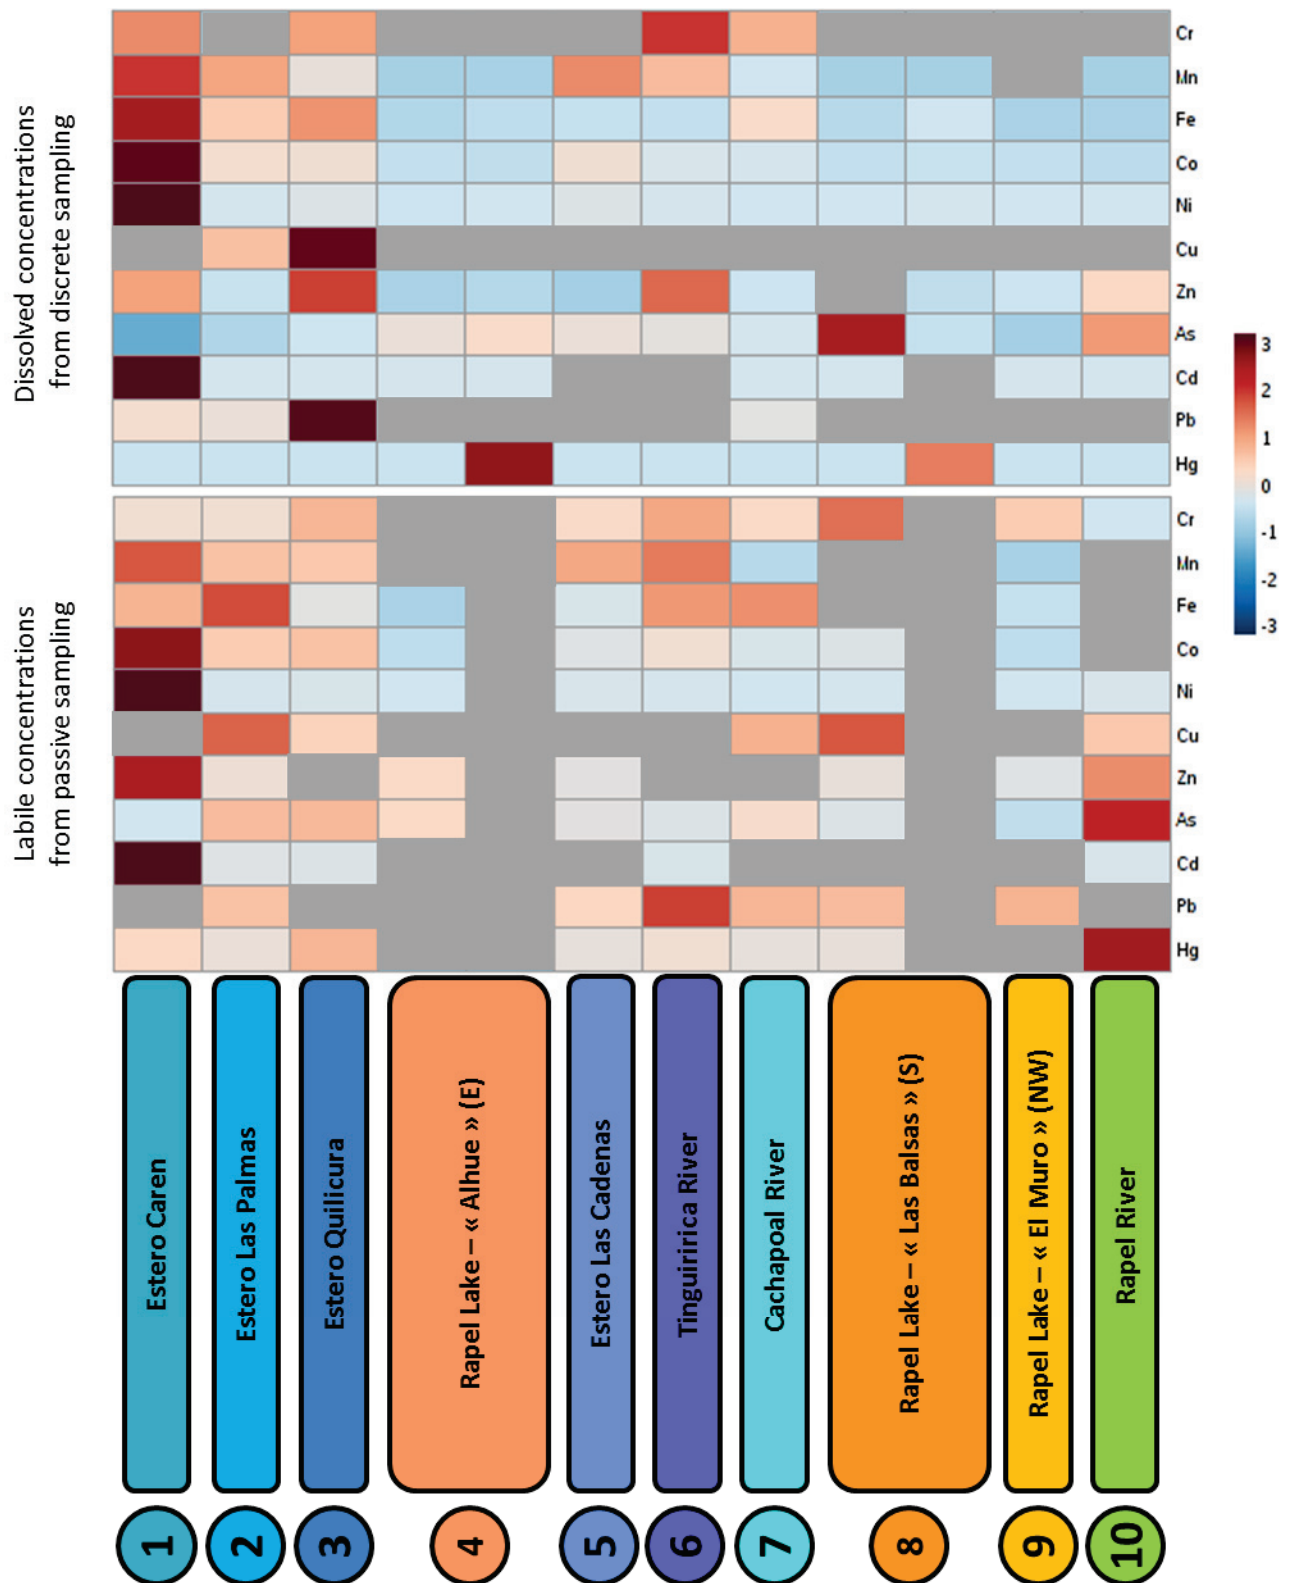 Dissolved concentrations
from discrete sampling
Cr
Mn
Fe
Co
Ni
Cu
Zn
As
Cd
Pb
Hg
3
2
1
0
-1
-2
-3
Labile concentrations
from passive sampling
Cr
Mn
Fe
Co
Ni
Cu
Zn
As
Cd
Pb
Hg
Estero Caren
Estero Las Palmas
Estero Quilicura
Rapel Lake – « Alhue » (E)
Estero Las Cadenas
Tinguiririca River
Cachapoal River
Rapel Lake – « Las Balsas » (S)
Rapel Lake – « El Muro » (NW)
Rapel River
1
2
3
4
5
6
7
8
9
10